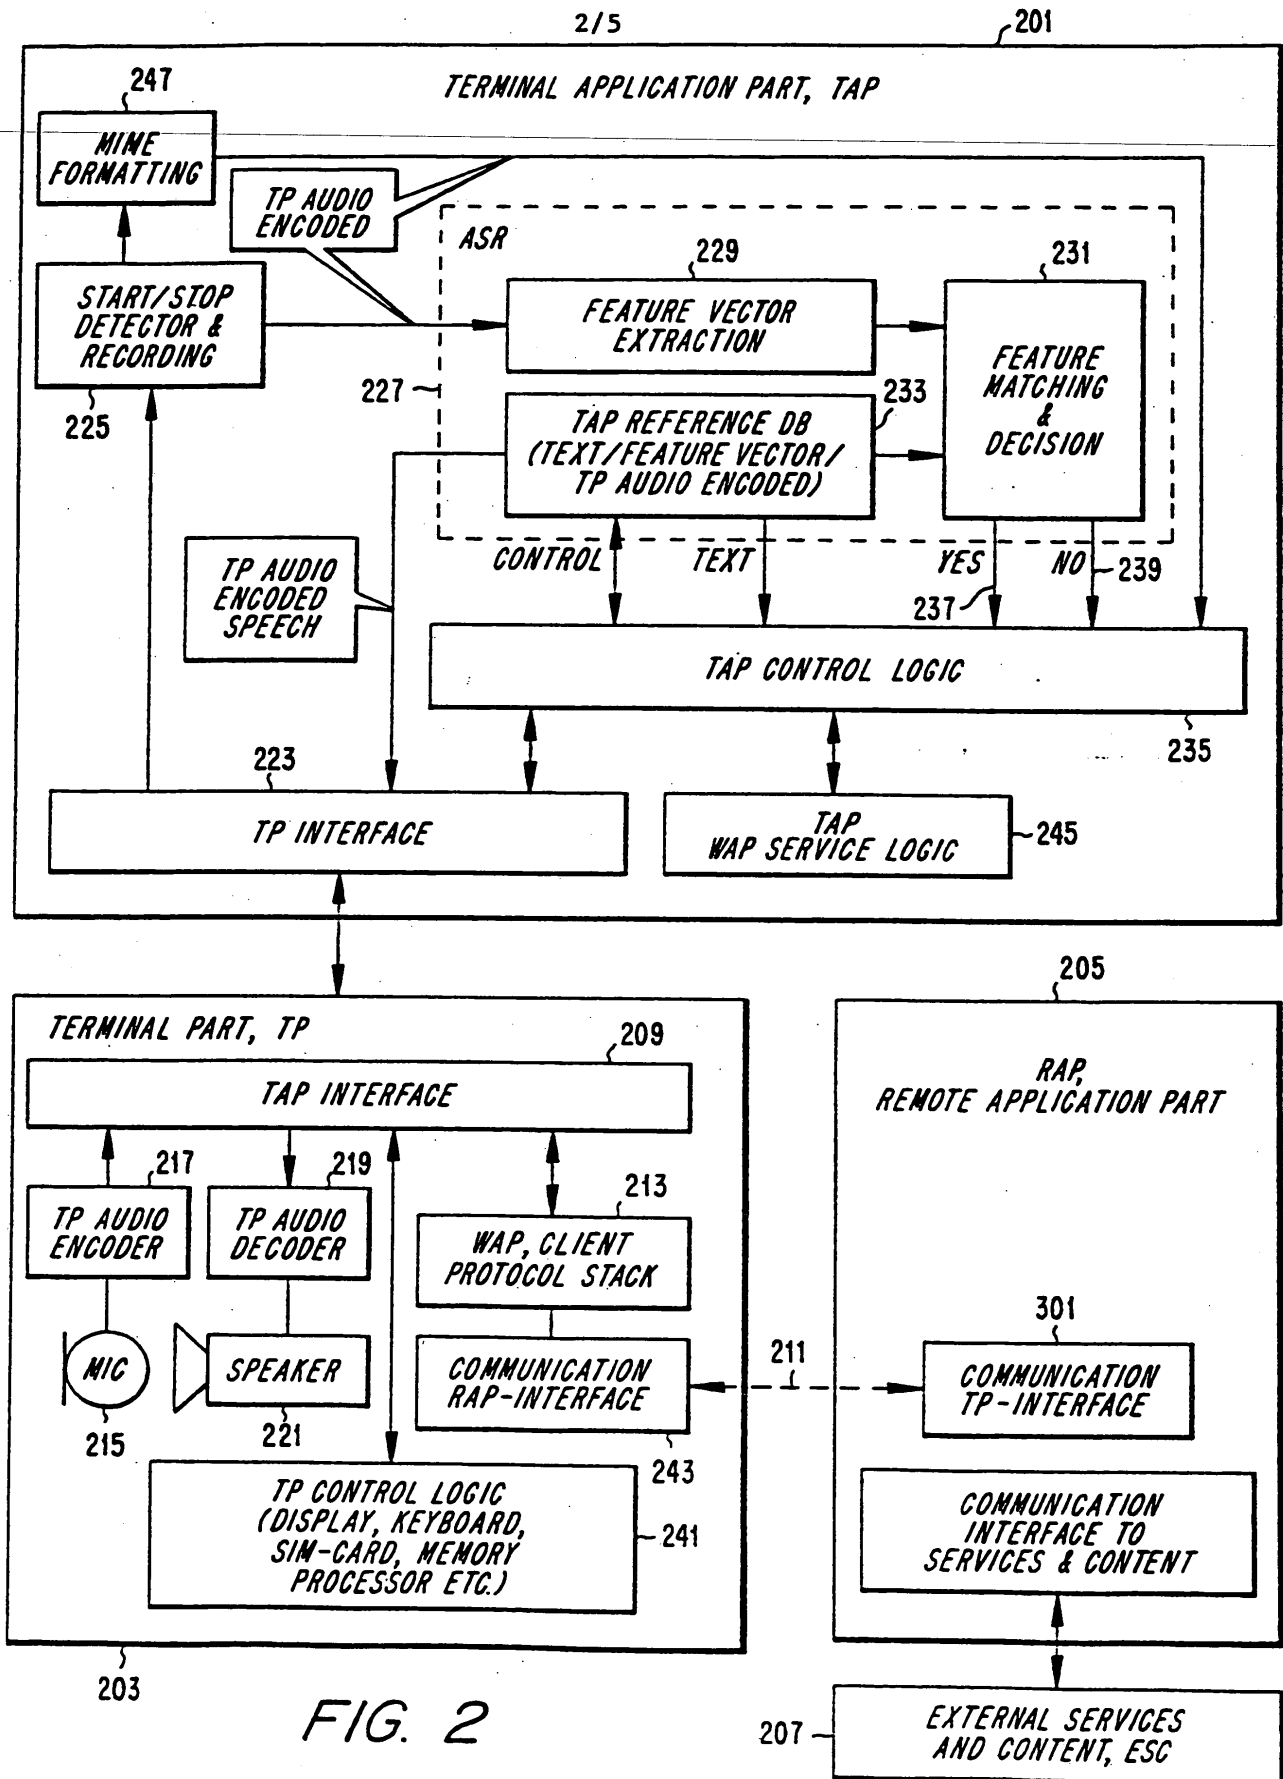 2/5
201
TERMINAL APPLICATION PART, TAP
247
MIME
FORMATTING
TP AUDIO
ENCODED
ASR
229
231
START/STOP
DETECTOR &
RECORDING
225
FEATURE VECTOR
EXTRACTION
FEATURE
MATCHING
&
DECISION
227
233
TAP REFERENCE DB
(TEXT/FEATURE VECTOR/
TP AUDIO ENCODED)
CONTROL
TEXT
YES
NO
239
237
TP AUDIO
ENCODED
SPEECH
TAP CONTROL LOGIC
235
223
TP INTERFACE
TAP
WAP SERVICE LOGIC
245
TERMINAL PART, TP
209
TAP INTERFACE
217
219
213
TP AUDIO
ENCODER
TP AUDIO
DECODER
WAP, CLIENT
PROTOCOL STACK
MIC
215
SPEAKER
221
COMMUNICATION
RAP-INTERFACE
243
211
TP CONTROL LOGIC
(DISPLAY, KEYBOARD,
SIM-CARD, MEMORY
PROCESSOR ETC.)
241
203
205
RAP,
REMOTE APPLICATION PART
301
COMMUNICATION
TP-INTERFACE
COMMUNICATION
INTERFACE TO
SERVICES & CONTENT
207
EXTERNAL SERVICES
AND CONTENT, ESC
FIG. 2